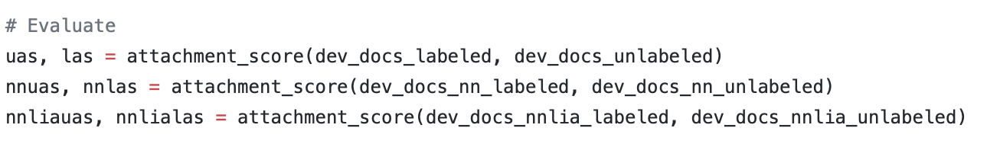 # Evaluate
uas, las = attachment_score(dev_docs_labeled, dev_docs_unlabeled)
nnuas, nnlas = attachment_score(dev_docs_nn_labeled, dev_docs_nn_unlabeled)
nnliauas, nnlialas = attachment_score(dev_docs_nnlia_labeled, dev_docs_nnlia_unlabeled)